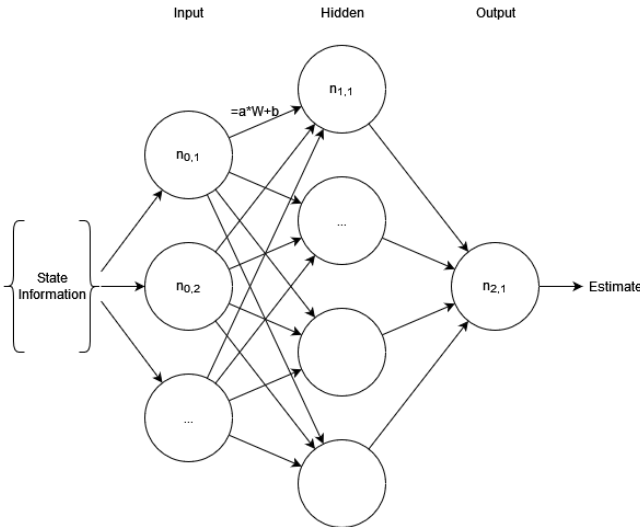 Input
Hidden
Output
n1,1
=a*W+b
n0,1
...
State
Information
n0,2
n2,1
Estimate
...